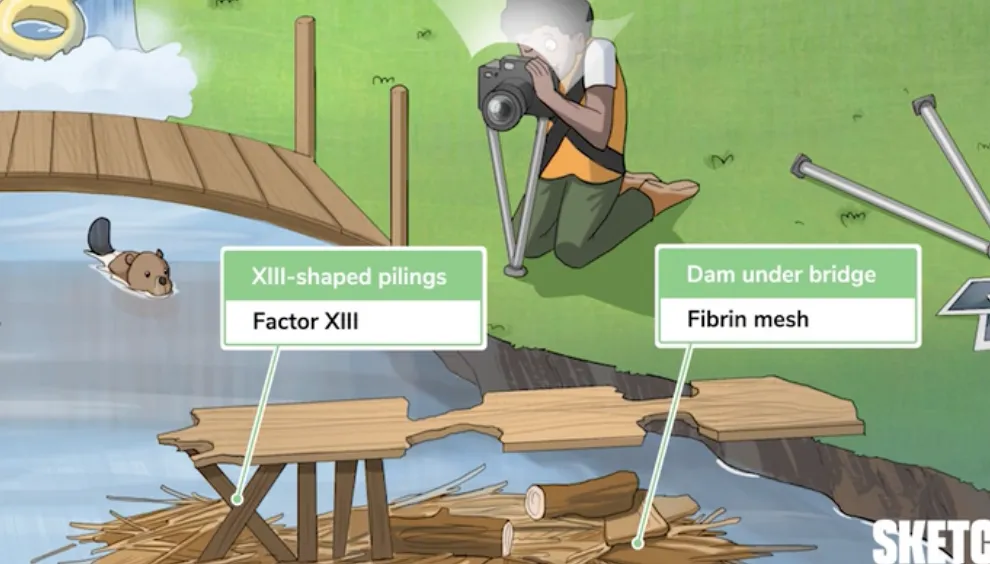 XIII-shaped pilings
Factor XIII
Dam under bridge
Fibrin mesh
SKETC